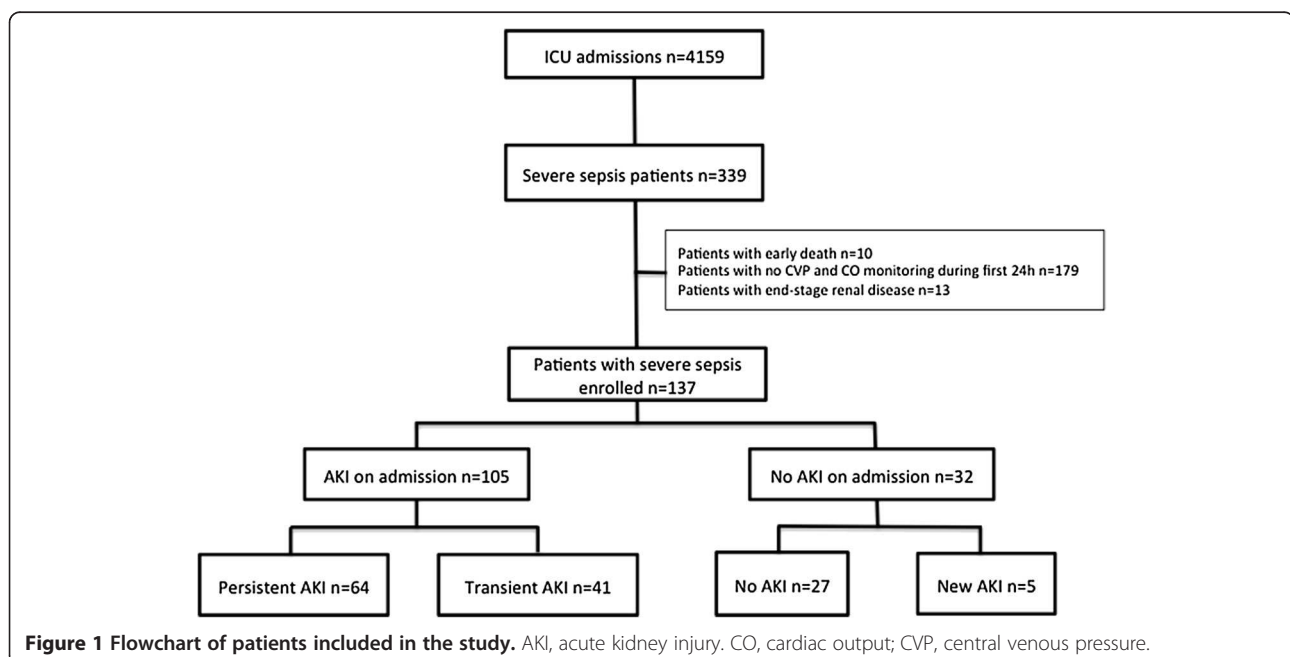 ICU admissions n=4159
Severe sepsis patients n=339
Patients with early death n=10
Patients with no CVP and CO monitoring during first 24h n=179
Patients with end-stage renal disease n=13
Patients with severe sepsis
enrolled n=137
AKI on admission n=105
No AKI on admission n=32
Persistent AKI n=64
Transient AKI n=41
No AKI n=27
New AKI n=5
Figure 1 Flowchart of patients included in the study. AKI, acute kidney injury. CO, cardiac output; CVP, central venous pressure.